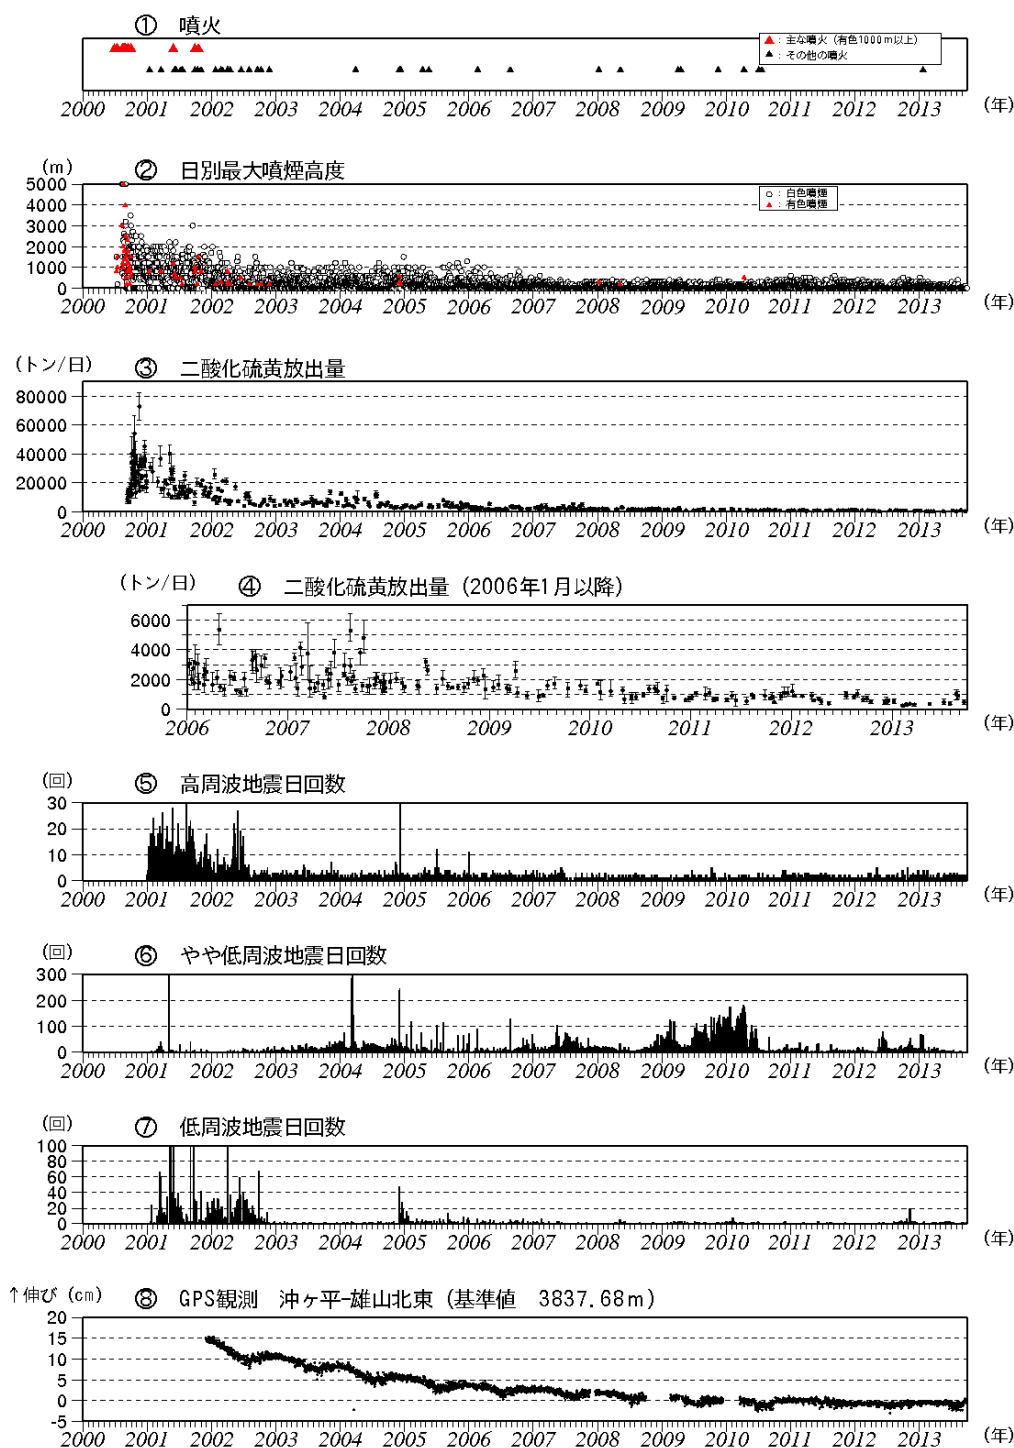 ① 噴火
▲：主な噴火（有色1000m以上）
▲：その他の噴火
2000 2001 2002 2003 2004 2005 2006 2007 2008 2009 2010 2011 2012 2013 （年）
(m) ② 日別最大噴煙高度
○：白色噴煙
▲：有色噴煙
5000
4000
3000
2000
1000
0
2000 2001 2002 2003 2004 2005 2006 2007 2008 2009 2010 2011 2012 2013 （年）
（トン/日） ③ 二酸化硫黄放出量
80000
60000
40000
20000
0
2000 2001 2002 2003 2004 2005 2006 2007 2008 2009 2010 2011 2012 2013 （年）
（トン/日） ④ 二酸化硫黄放出量（2006年1月以降）
6000
4000
2000
0
2006 2007 2008 2009 2010 2011 2012 2013 （年）
（回） ⑤ 高周波地震日回数
30
20
10
0
2000 2001 2002 2003 2004 2005 2006 2007 2008 2009 2010 2011 2012 2013 （年）
（回） ⑥ やや低周波地震日回数
300
200
100
0
2000 2001 2002 2003 2004 2005 2006 2007 2008 2009 2010 2011 2012 2013 （年）
（回） ⑦ 低周波地震日回数
100
80
60
40
20
0
2000 2001 2002 2003 2004 2005 2006 2007 2008 2009 2010 2011 2012 2013 （年）
↑伸び（cm） ⑧ GPS観測　沖ヶ平-雄山北東（基準値　3837.68m）
20
15
10
5
0
-5
2000 2001 2002 2003 2004 2005 2006 2007 2008 2009 2010 2011 2012 2013 （年）